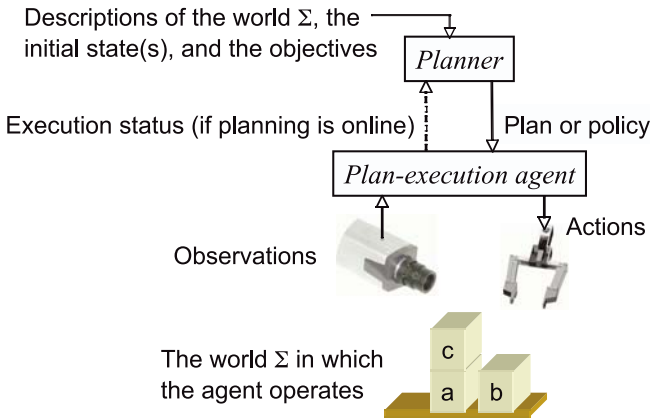 Descriptions of the world Σ, the
initial state(s), and the objectives
Planner
Execution status (if planning is online)
Plan or policy
Plan-execution agent
Observations
Actions
The world Σ in which
the agent operates
c
a
b